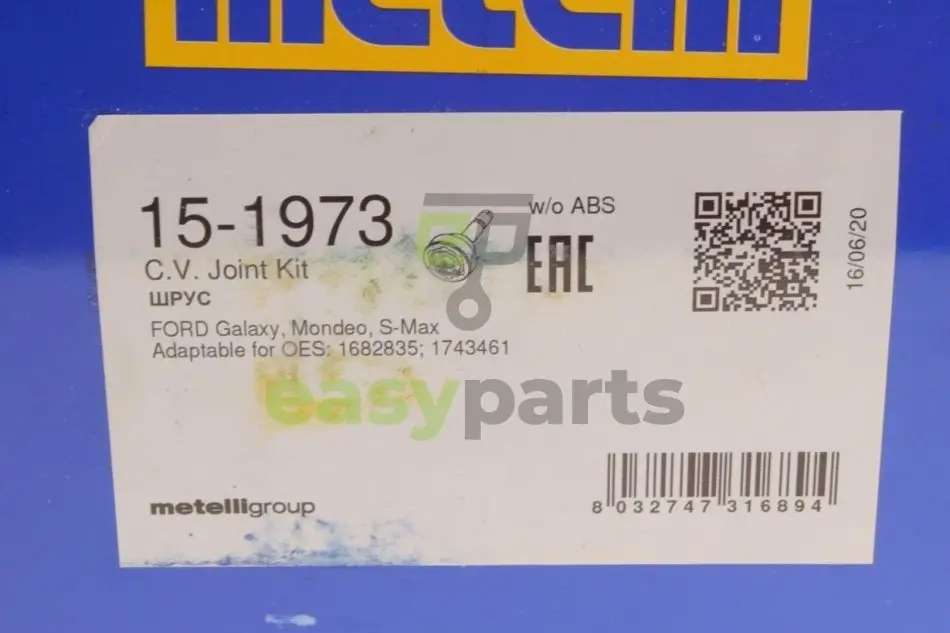 metelli
15-1973
w/o ABS
C.V. Joint Kit
EAC
ШРУС
16/06/20
FORD Galaxy, Mondeo, S-Max
Adaptable for OES: 1682835; 1743461
easyparts
metelligroup
8 032747 316894